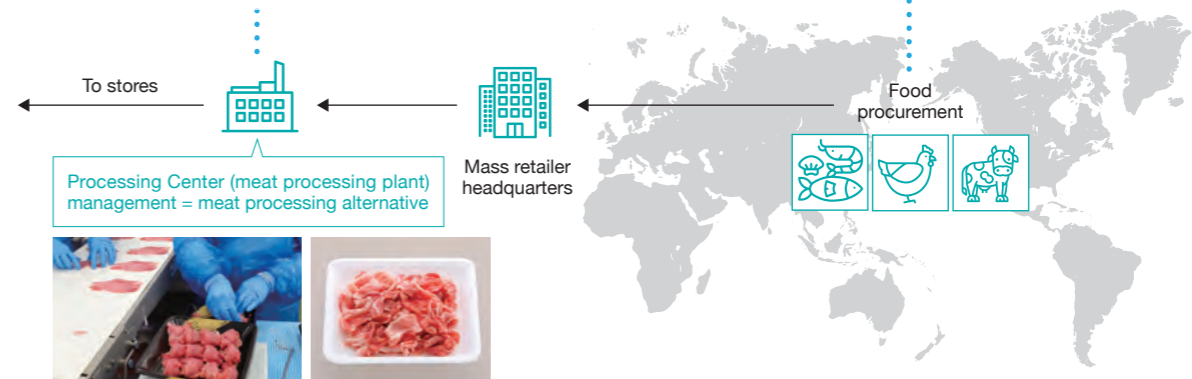 To stores
Food
procurement
Mass retailer
headquarters
Processing Center (meat processing plant)
management = meat processing alternative